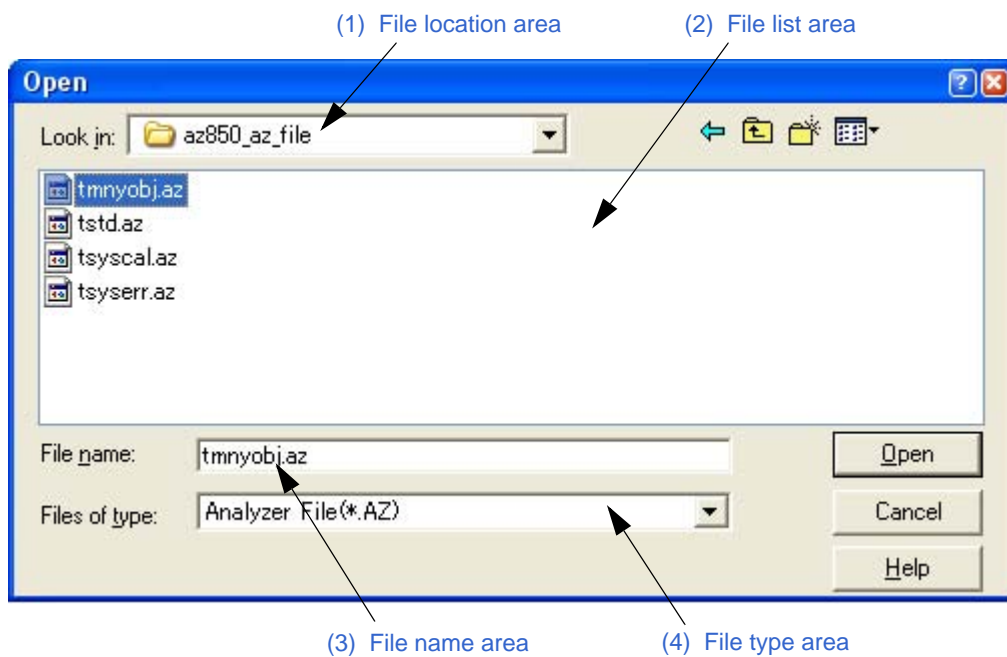 (1) File location area
(2) File list area
Open
Look in: az850_az_file
tmnyobj.az
tstd.az
tsyscal.az
tsyserr.az
File name: tmnyobj.az
Open
Files of type: Analyzer File(*.AZ)
Cancel
Help
(3) File name area
(4) File type area